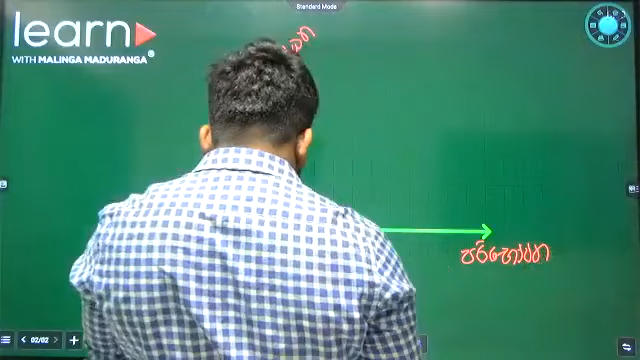 Standard Mode
learn
WITH MALINGA MADURANGA®
පරිභෝජන
02/02